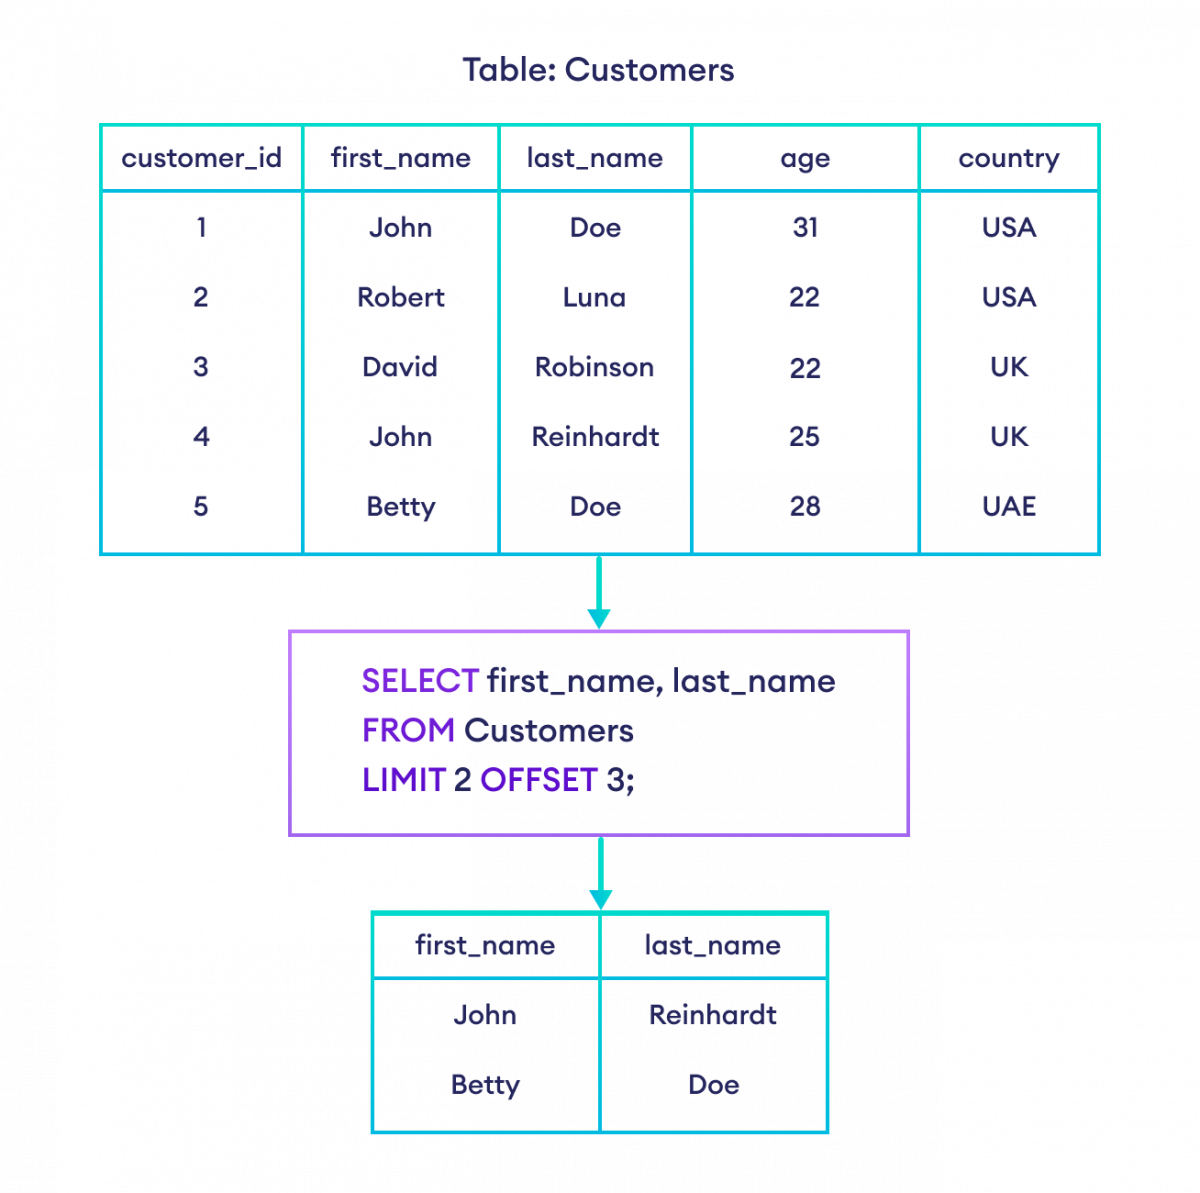 Table: Customers
customer_id first_name last_name age country
1 John Doe 31 USA
2 Robert Luna 22 USA
3 David Robinson 22 UK
4 John Reinhardt 25 UK
5 Betty Doe 28 UAE
SELECT first_name, last_name
FROM Customers
LIMIT 2 OFFSET 3;
first_name last_name
John Reinhardt
Betty Doe